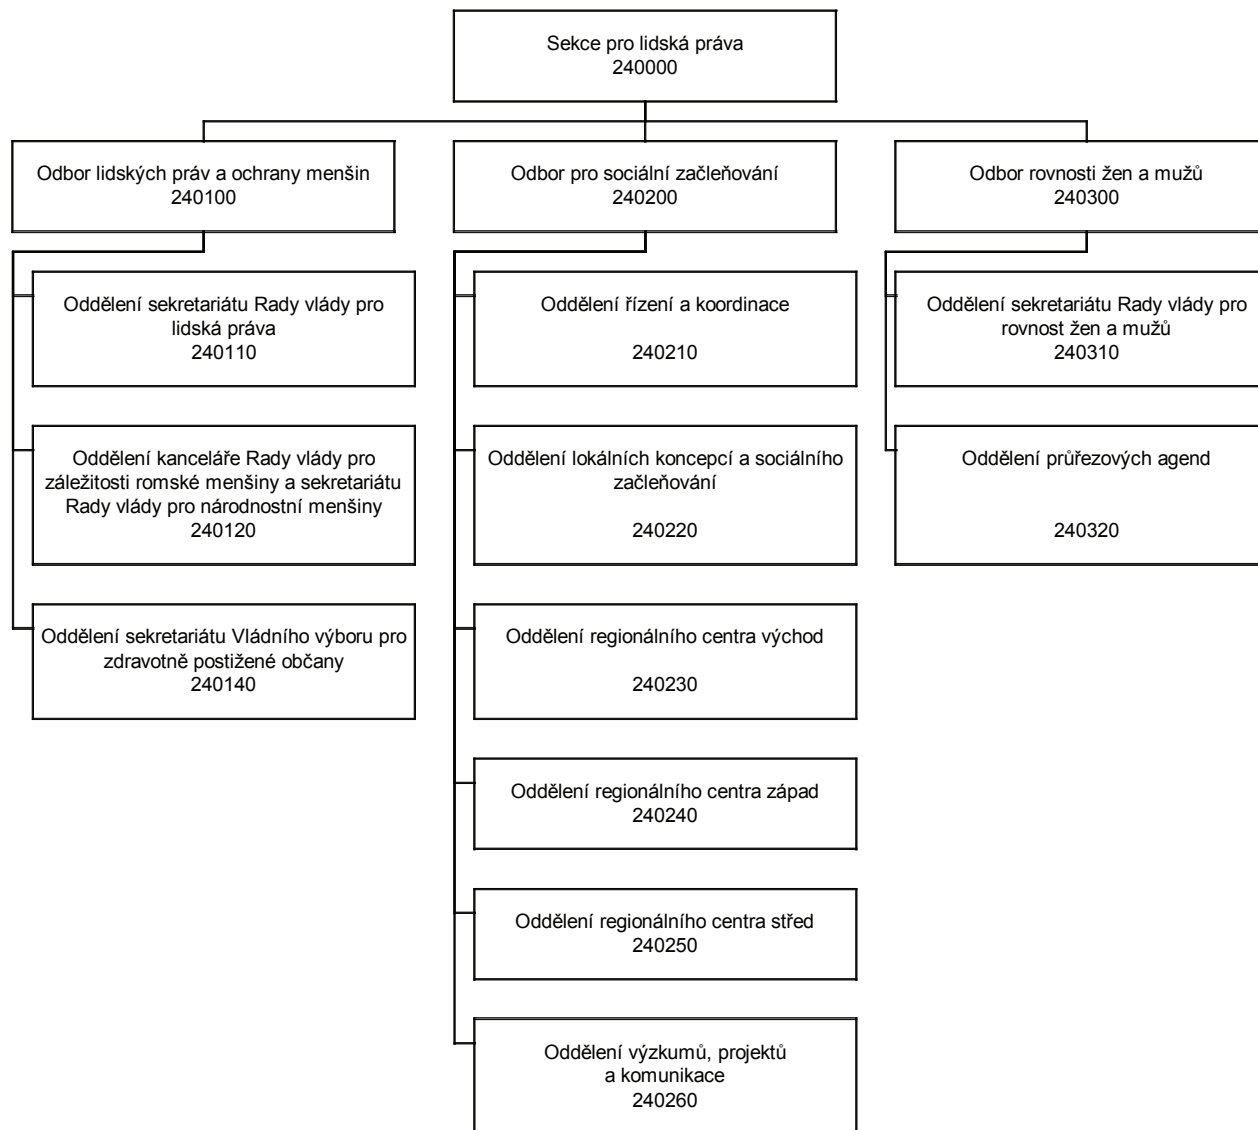 Sekce pro lidská práva
240000
Odbor lidských práv a ochrany menšin
240100
Odbor pro sociální začleňování
240200
Odbor rovnosti žen a mužů
240300
Oddělení sekretariátu Rady vlády pro
lidská práva
240110
Oddělení kanceláře Rady vlády pro
záležitosti romské menšiny a sekretariátu
Rady vlády pro národnostní menšiny
240120
Oddělení sekretariátu Vládního výboru pro
zdravotně postižené občany
240140
Oddělení řízení a koordinace
240210
Oddělení lokálních koncepcí a sociálního
začleňování
240220
Oddělení regionálního centra východ
240230
Oddělení regionálního centra západ
240240
Oddělení regionálního centra střed
240250
Oddělení výzkumů, projektů
a komunikace
240260
Oddělení sekretariátu Rady vlády pro
rovnost žen a mužů
240310
Oddělení průřezových agend
240320